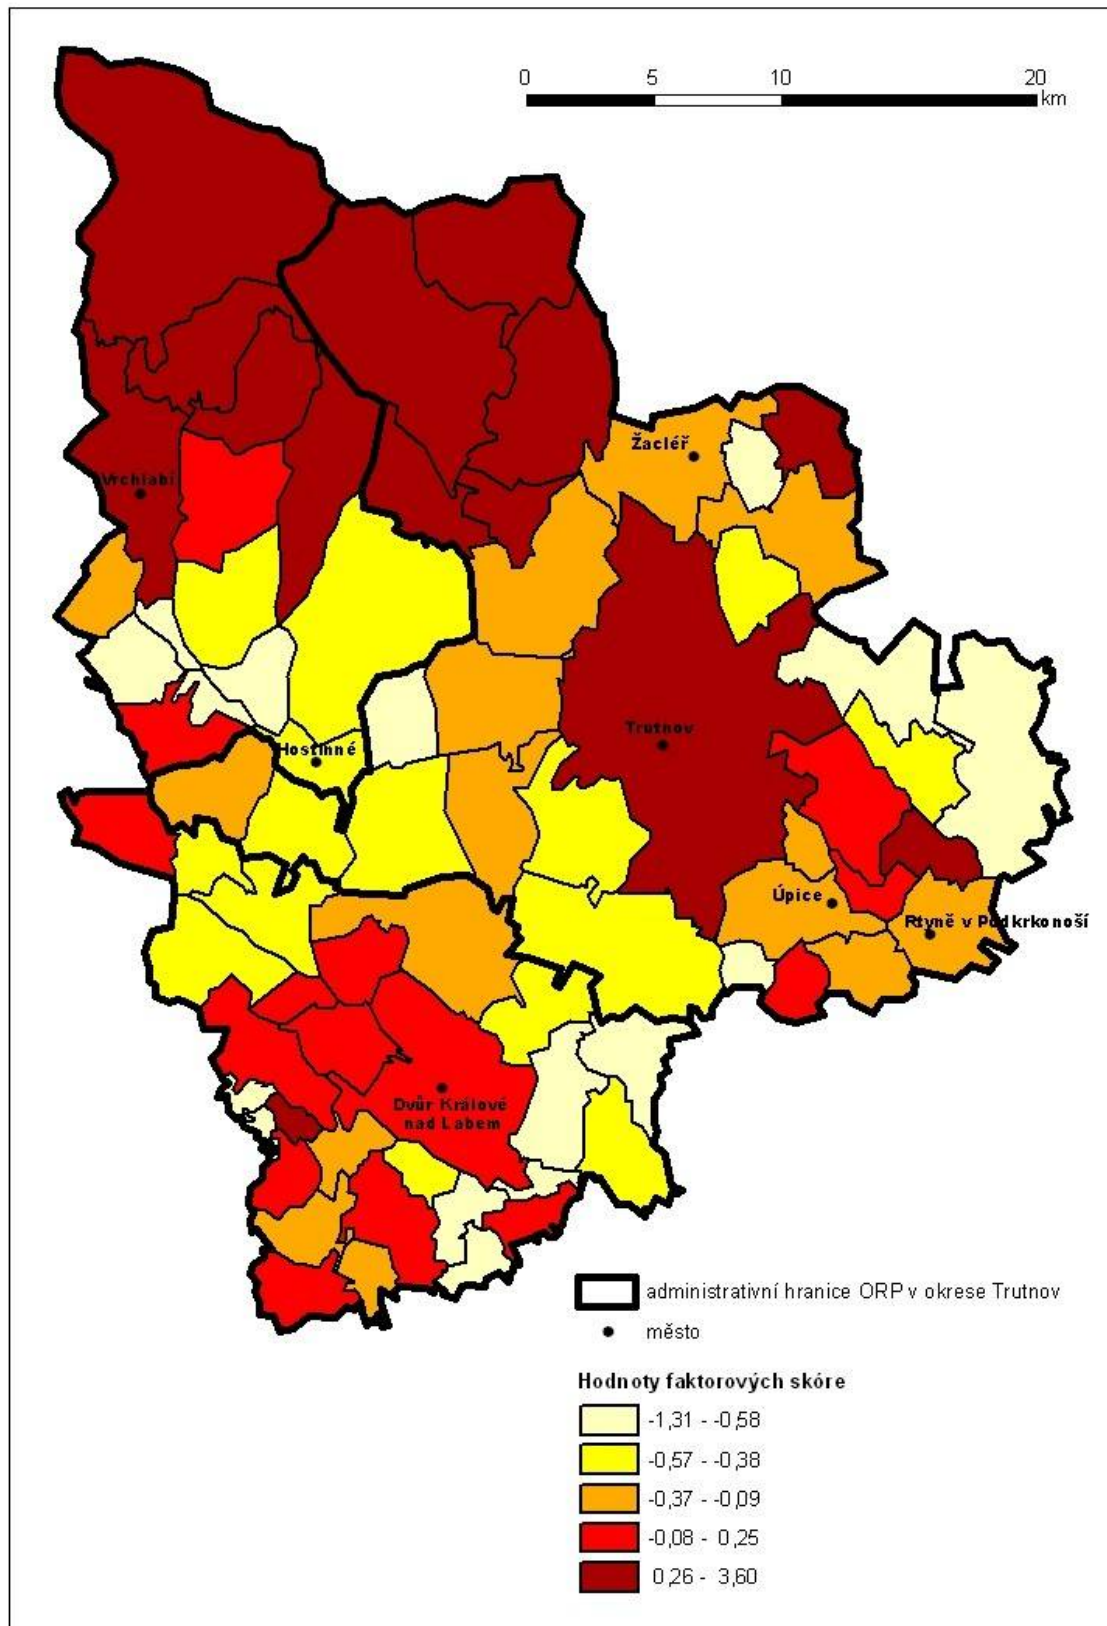 0 5 10 20
km
Žacléř
Vrchlabí
Trutnov
Hostinné
Úpice
Rtyně v Podkrkonoší
Dvůr Králové
nad Labem
administrativní hranice ORP v okrese Trutnov
město
Hodnoty faktorových skóre
-1,31 - -0,58
-0,57 - -0,38
-0,37 - -0,09
-0,08 - 0,25
0,26 - 3,60